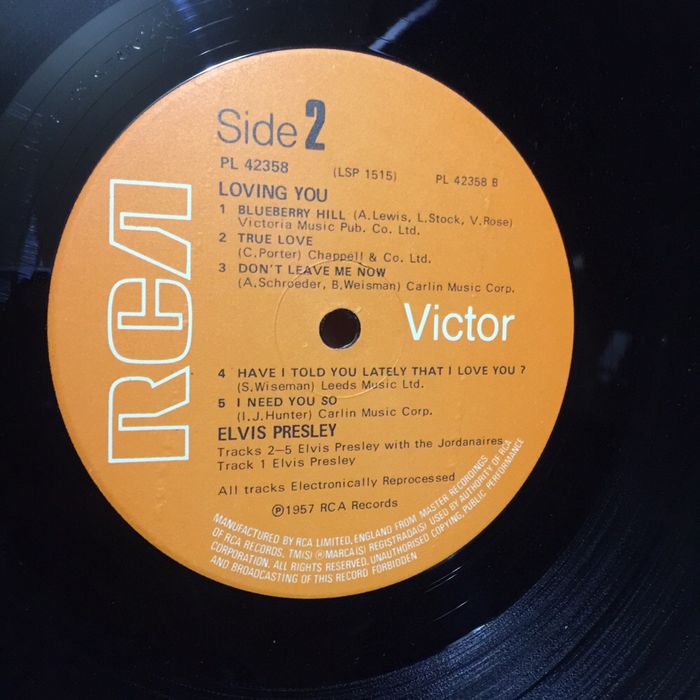 Side 2
PL 42358 (LSP 1515) PL 42358 B
LOVING YOU
1 BLUEBERRY HILL (A.Lewis, L.Stock, V.Rose)
Victoria Music Pub. Co. Ltd.
2 TRUE LOVE
(C.Porter) Chappell & Co. Ltd.
3 DON'T LEAVE ME NOW
(A.Schroeder, B.Weisman) Carlin Music Corp.
RCA
Victor
4 HAVE I TOLD YOU LATELY THAT I LOVE YOU ?
(S.Wiseman) Leeds Music Ltd.
5 I NEED YOU SO
(I.J.Hunter) Carlin Music Corp.
ELVIS PRESLEY
Tracks 2–5 Elvis Presley with the Jordanaires
Track 1 Elvis Presley
All tracks Electronically Reprocessed
Ⓟ1957 RCA Records
MANUFACTURED BY RCA LIMITED, ENGLAND FROM MASTER RECORDINGS
OF RCA RECORDS. TM(S) ® MARCA(S) REGISTRADA(S) USED BY AUTHORITY OF RCA
CORPORATION. ALL RIGHTS RESERVED. UNAUTHORISED COPYING, PUBLIC PERFORMANCE
AND BROADCASTING OF THIS RECORD FORBIDDEN